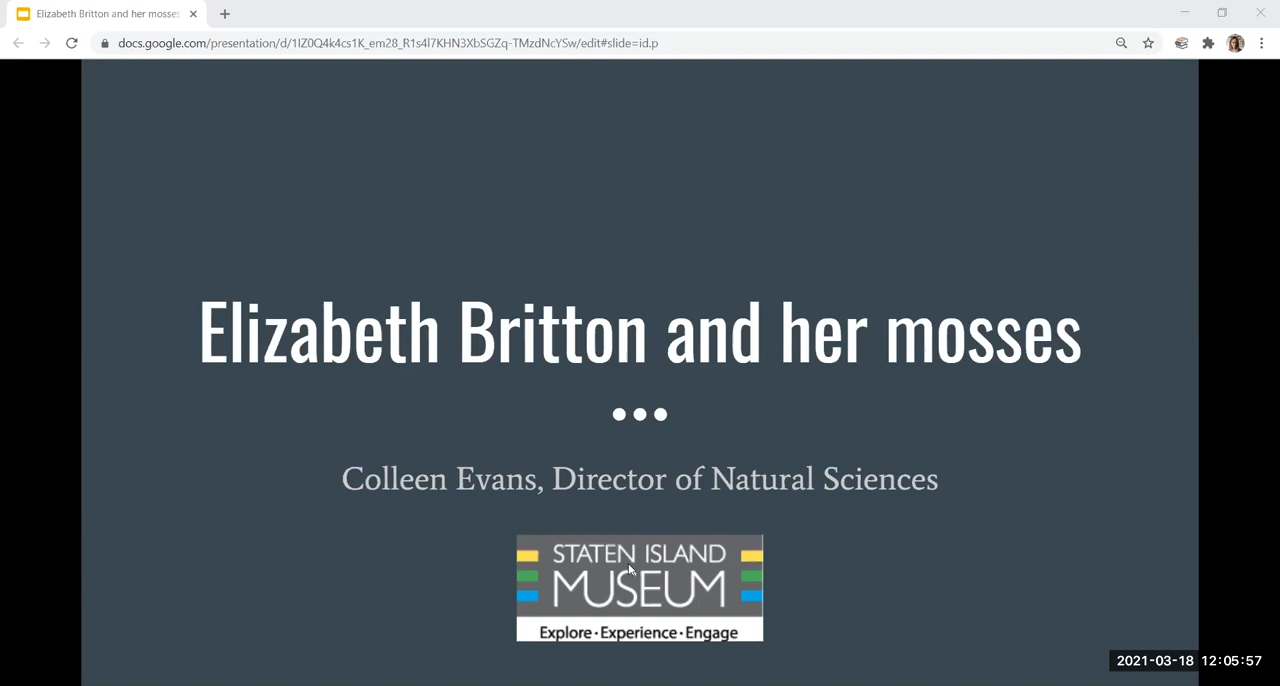 Elizabeth Britton and her mosses
docs.google.com/presentation/d/1IZ0Q4k4cs1K_em28_R1s4l7KHN3XbSGZq-TMzdNcYSw/edit#slide=id.p
Elizabeth Britton and her mosses
Colleen Evans, Director of Natural Sciences
STATEN ISLAND
MUSEUM
Explore·Experience·Engage
2021-03-18 12:05:57